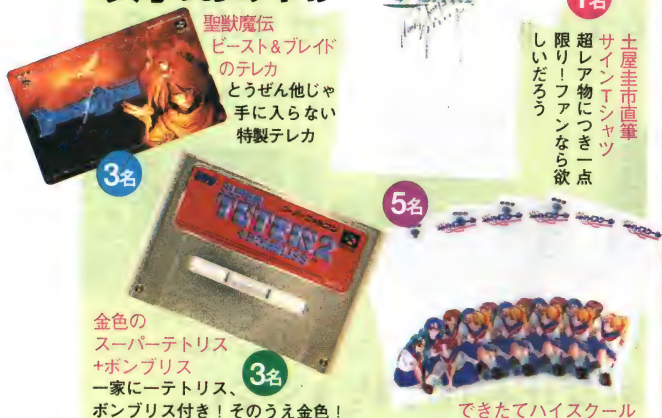 聖獣魔伝
ビースト&ブレイド
のテレカ
とうぜん他じゃ
手に入らない
特製テレカ
3名
1名
土屋圭市直筆
サインTシャツ
超レア物につき一点
限り！ファンなら欲
しいだろう
5名
SUPER
TETRIS 2
+BOMBLISS
金色の
スーパーテトリス
+ボンブリス
3名
一家に一テトリス、
ボンブリス付き！そのうえ金色！
できたてハイスクール